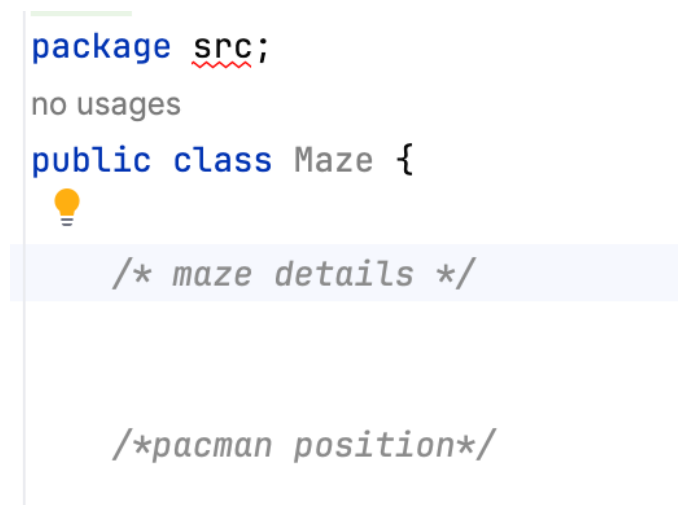 package src;
no usages
public class Maze {
/* maze details */
/*pacman position*/